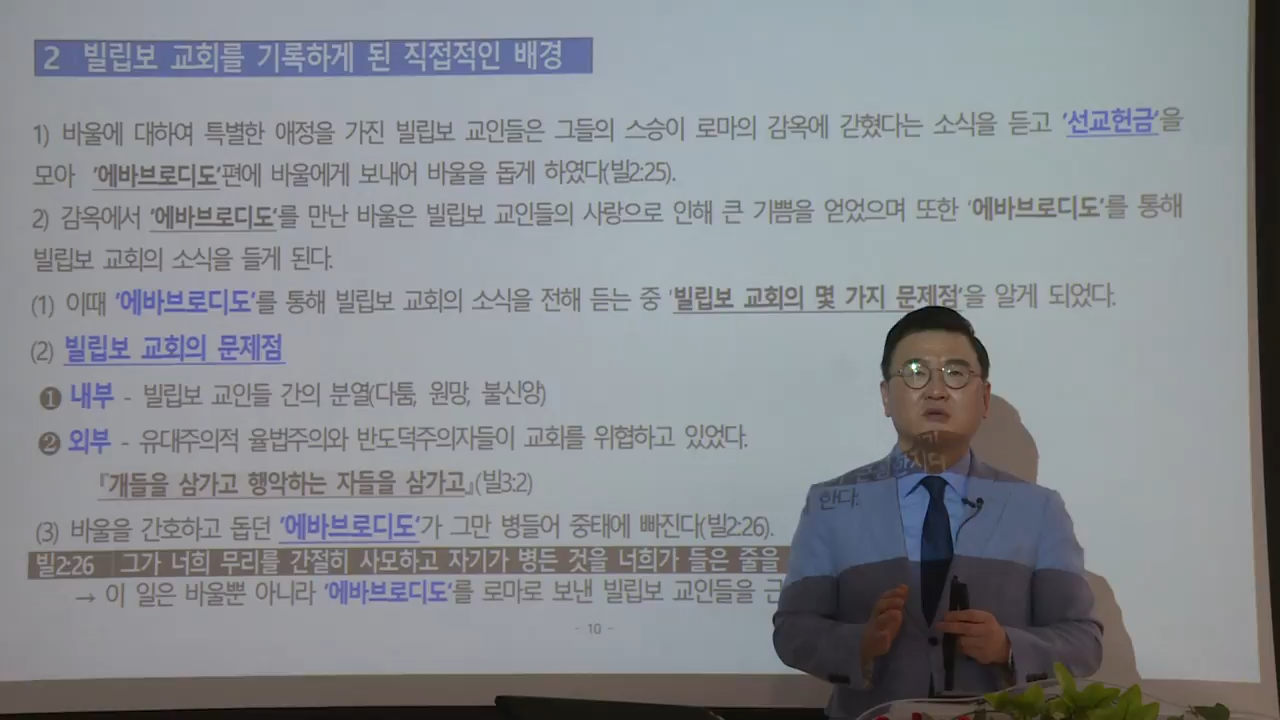 2 빌립보 교회를 기록하게 된 직접적인 배경
1) 바울에 대하여 특별한 애정을 가진 빌립보 교인들은 그들의 스승이 로마의 감옥에 갇혔다는 소식을 듣고 '선교헌금'을
모아 '에바브로디도'편에 바울에게 보내어 바울을 돕게 하였다(빌2:25).
2) 감옥에서 '에바브로디도'를 만난 바울은 빌립보 교인들의 사랑으로 인해 큰 기쁨을 얻었으며 또한 '에바브로디도'를 통해
빌립보 교회의 소식을 들게 된다.
(1) 이때 '에바브로디도'를 통해 빌립보 교회의 소식을 전해 듣는 중 '빌립보 교회의 몇 가지 문제점'을 알게 되었다.
(2) 빌립보 교회의 문제점
❶ 내부 - 빌립보 교인들 간의 분열(다툼, 원망, 불신앙)
❷ 외부 - 유대주의적 율법주의와 반도덕주의자들이 교회를 위협하고 있었다.
『개들을 삼가고 행악하는 자들을 삼가고』(빌3:2)
(3) 바울을 간호하고 돕던 '에바브로디도'가 그만 병들어 중태에 빠진다(빌2:26).
빌2:26 그가 너희 무리를 간절히 사모하고 자기가 병든 것을 너희가 들은 줄을
→ 이 일은 바울뿐 아니라 '에바브로디도'를 로마로 보낸 빌립보 교인들을 근
한다.
- 10 -